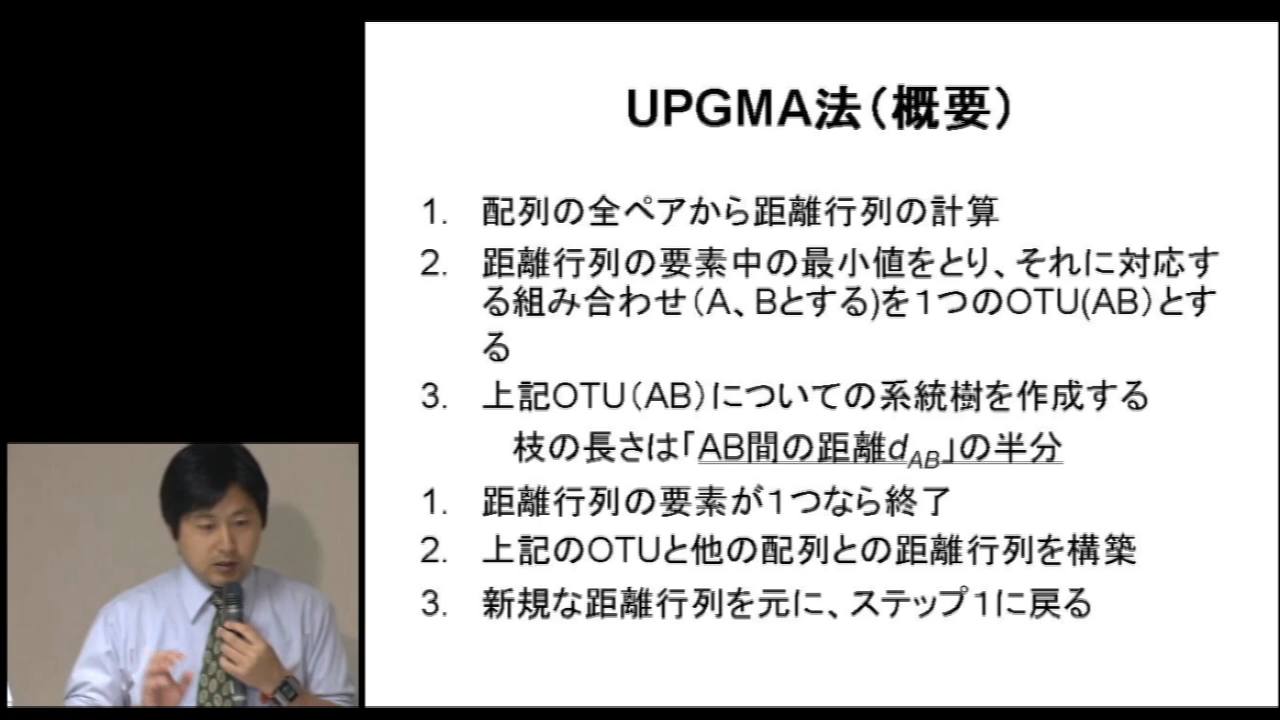 UPGMA法（概要）
1. 配列の全ペアから距離行列の計算
2. 距離行列の要素中の最小値をとり、それに対応す
る組み合わせ（A、Bとする)を１つのOTU(AB）とす
る
3. 上記OTU（AB）についての系統樹を作成する
枝の長さは「AB間の距離dAB」の半分
1. 距離行列の要素が１つなら終了
2. 上記のOTUと他の配列との距離行列を構築
3. 新規な距離行列を元に、ステップ１に戻る